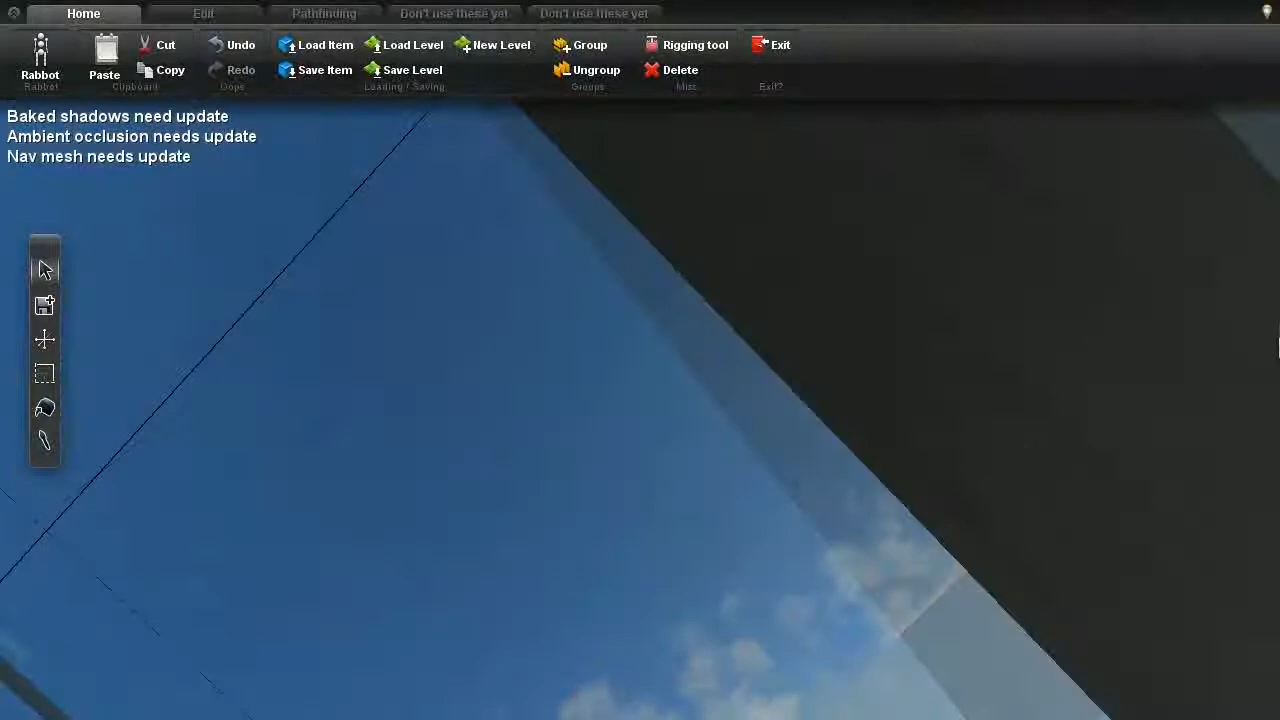 Home Edit Pathfinding Don't use these yet Don't use these yet
Cut Undo Load Item Load Level New Level Group Rigging tool Exit
Rabbot Paste Copy Redo Save Item Save Level Ungroup Delete
Rabbot Clipboard Oops Loading / Saving Groups Misc Exit?
Baked shadows need update
Ambient occlusion needs update
Nav mesh needs update